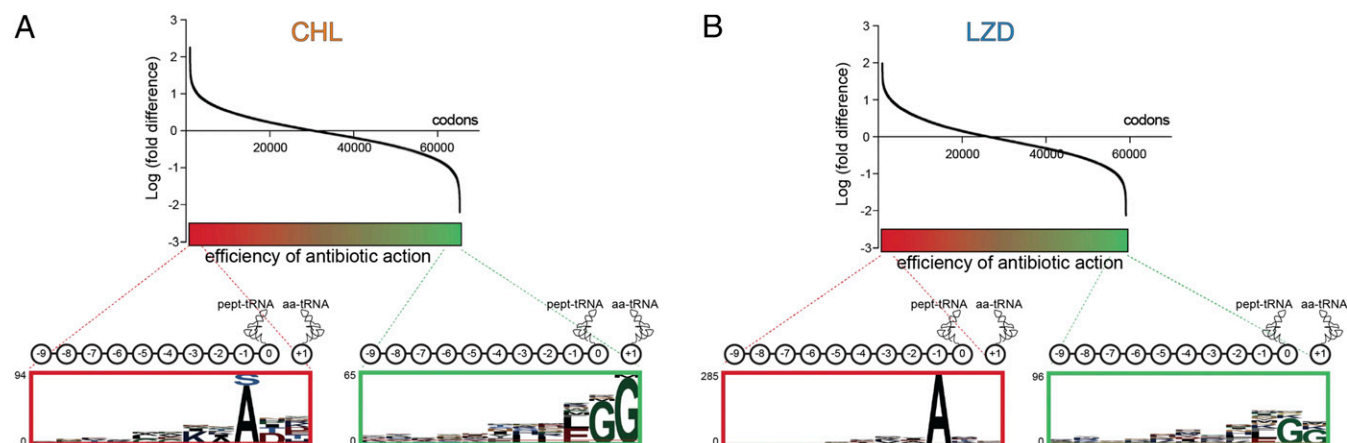 A
CHL
Log (fold difference)
3
2
1
0
-1
-2
-3
codons
20000
40000
60000
efficiency of antibiotic action
pept-tRNA aa-tRNA
pept-tRNA aa-tRNA
-9 -8 -7 -6 -5 -4 -3 -2 -1 0 +1
-9 -8 -7 -6 -5 -4 -3 -2 -1 0 +1
94
0
S
A
K
D
65
0
E
G
G
B
LZD
Log (fold difference)
3
2
1
0
-1
-2
-3
codons
20000
40000
60000
efficiency of antibiotic action
pept-tRNA aa-tRNA
pept-tRNA aa-tRNA
-9 -8 -7 -6 -5 -4 -3 -2 -1 0 +1
-9 -8 -7 -6 -5 -4 -3 -2 -1 0 +1
285
0
A
96
0
G
G